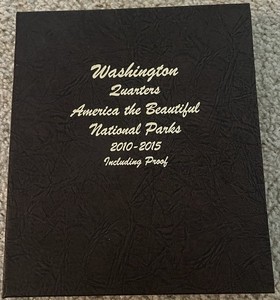 Washington
Quarters
America the Beautiful
National Parks
2010-2015
Including Proof